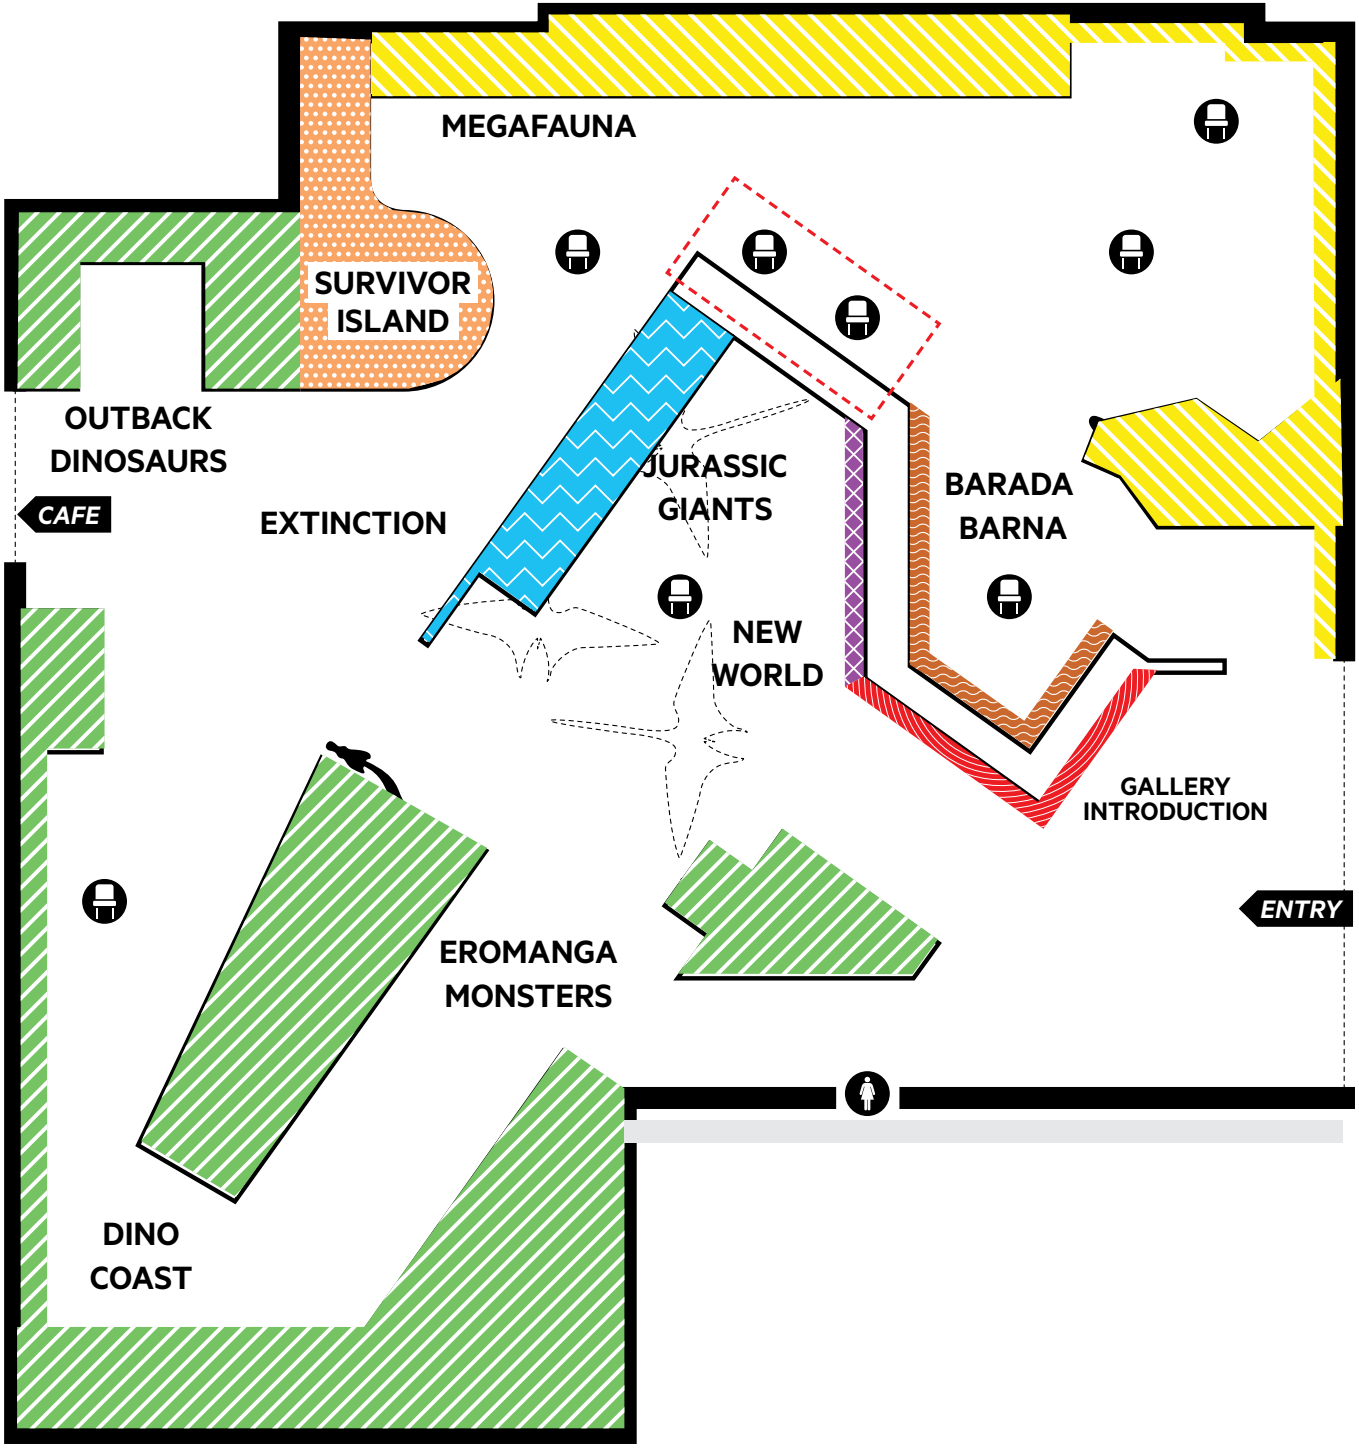 MEGAFAUNA
SURVIVOR
ISLAND
OUTBACK
DINOSAURS
CAFE
EXTINCTION
JURASSIC
GIANTS
BARADA
BARNA
NEW
WORLD
GALLERY
INTRODUCTION
ENTRY
EROMANGA
MONSTERS
DINO
COAST